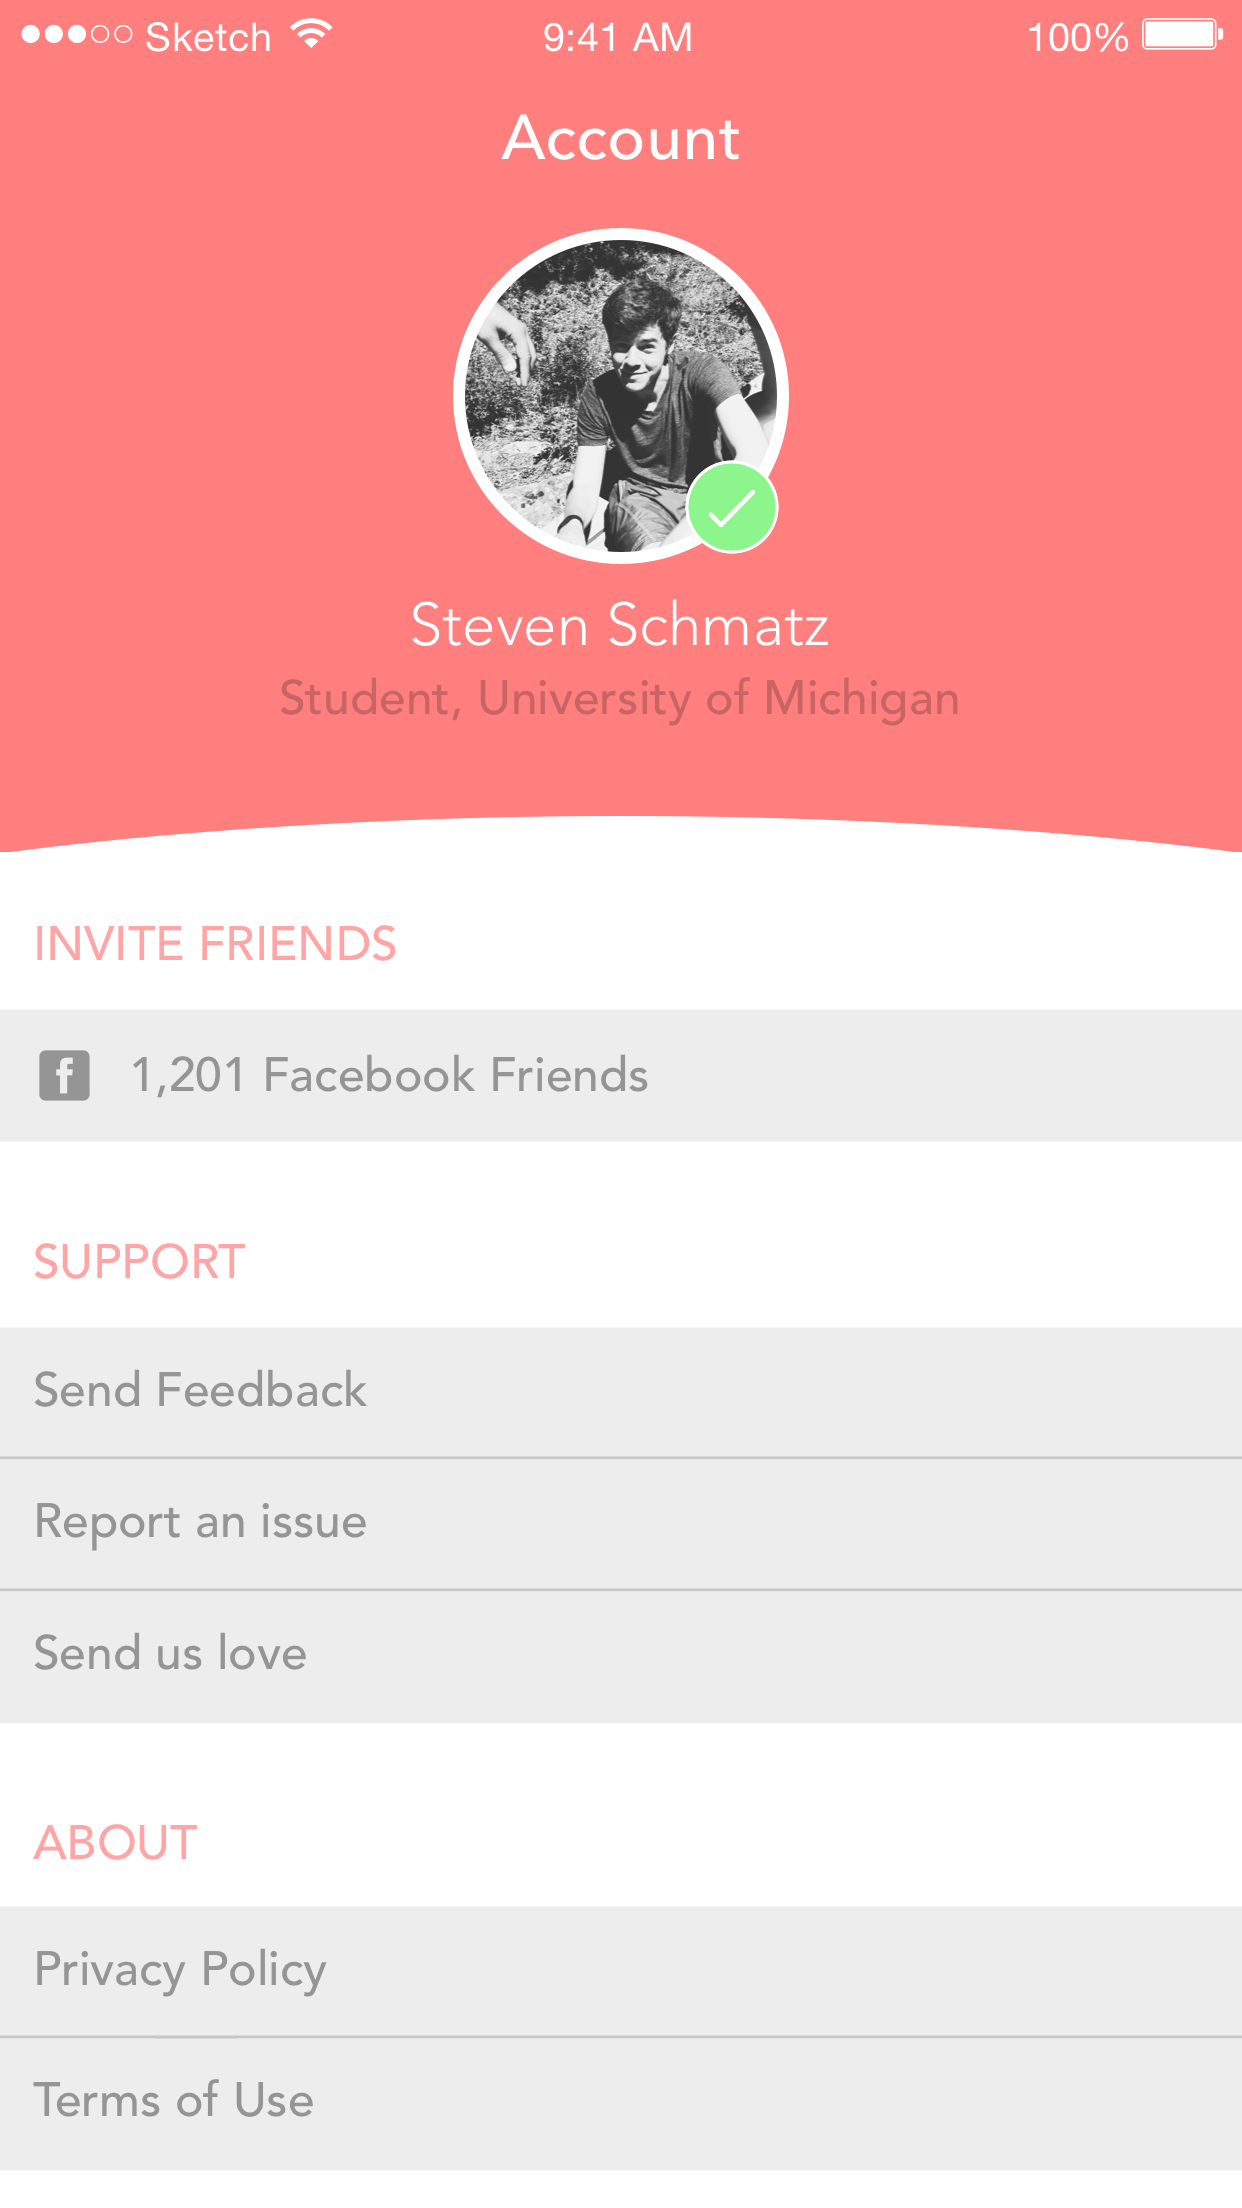 Sketch 9:41 AM 100%
Account
Steven Schmatz
Student, University of Michigan
INVITE FRIENDS
1,201 Facebook Friends
SUPPORT
Send Feedback
Report an issue
Send us love
ABOUT
Privacy Policy
Terms of Use